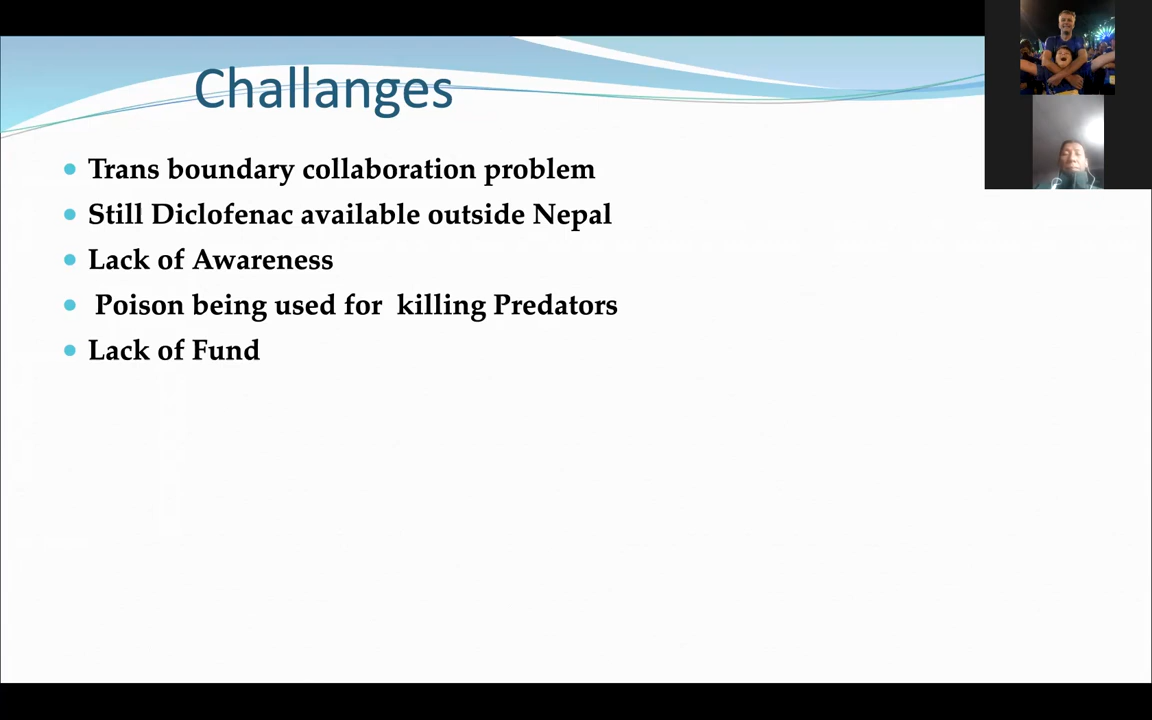 Challanges
Trans boundary collaboration problem
Still Diclofenac available outside Nepal
Lack of Awareness
Poison being used for killing Predators
Lack of Fund